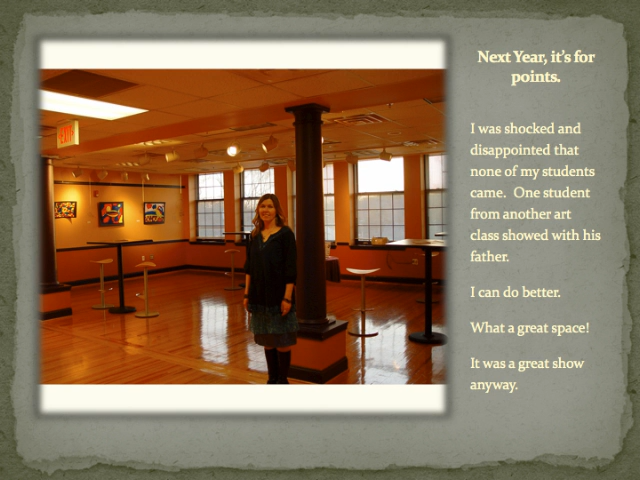 Next Year, it's for
points.
I was shocked and
disappointed that
none of my students
came. One student
from another art
class showed with his
father.
I can do better.
What a great space!
It was a great show
anyway.
EXIT